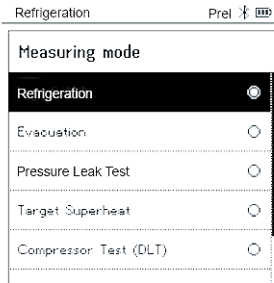 Refrigeration Prel
Measuring mode
Refrigeration
Evacuation
Pressure Leak Test
Target Superheat
Compressor Test (DLT)